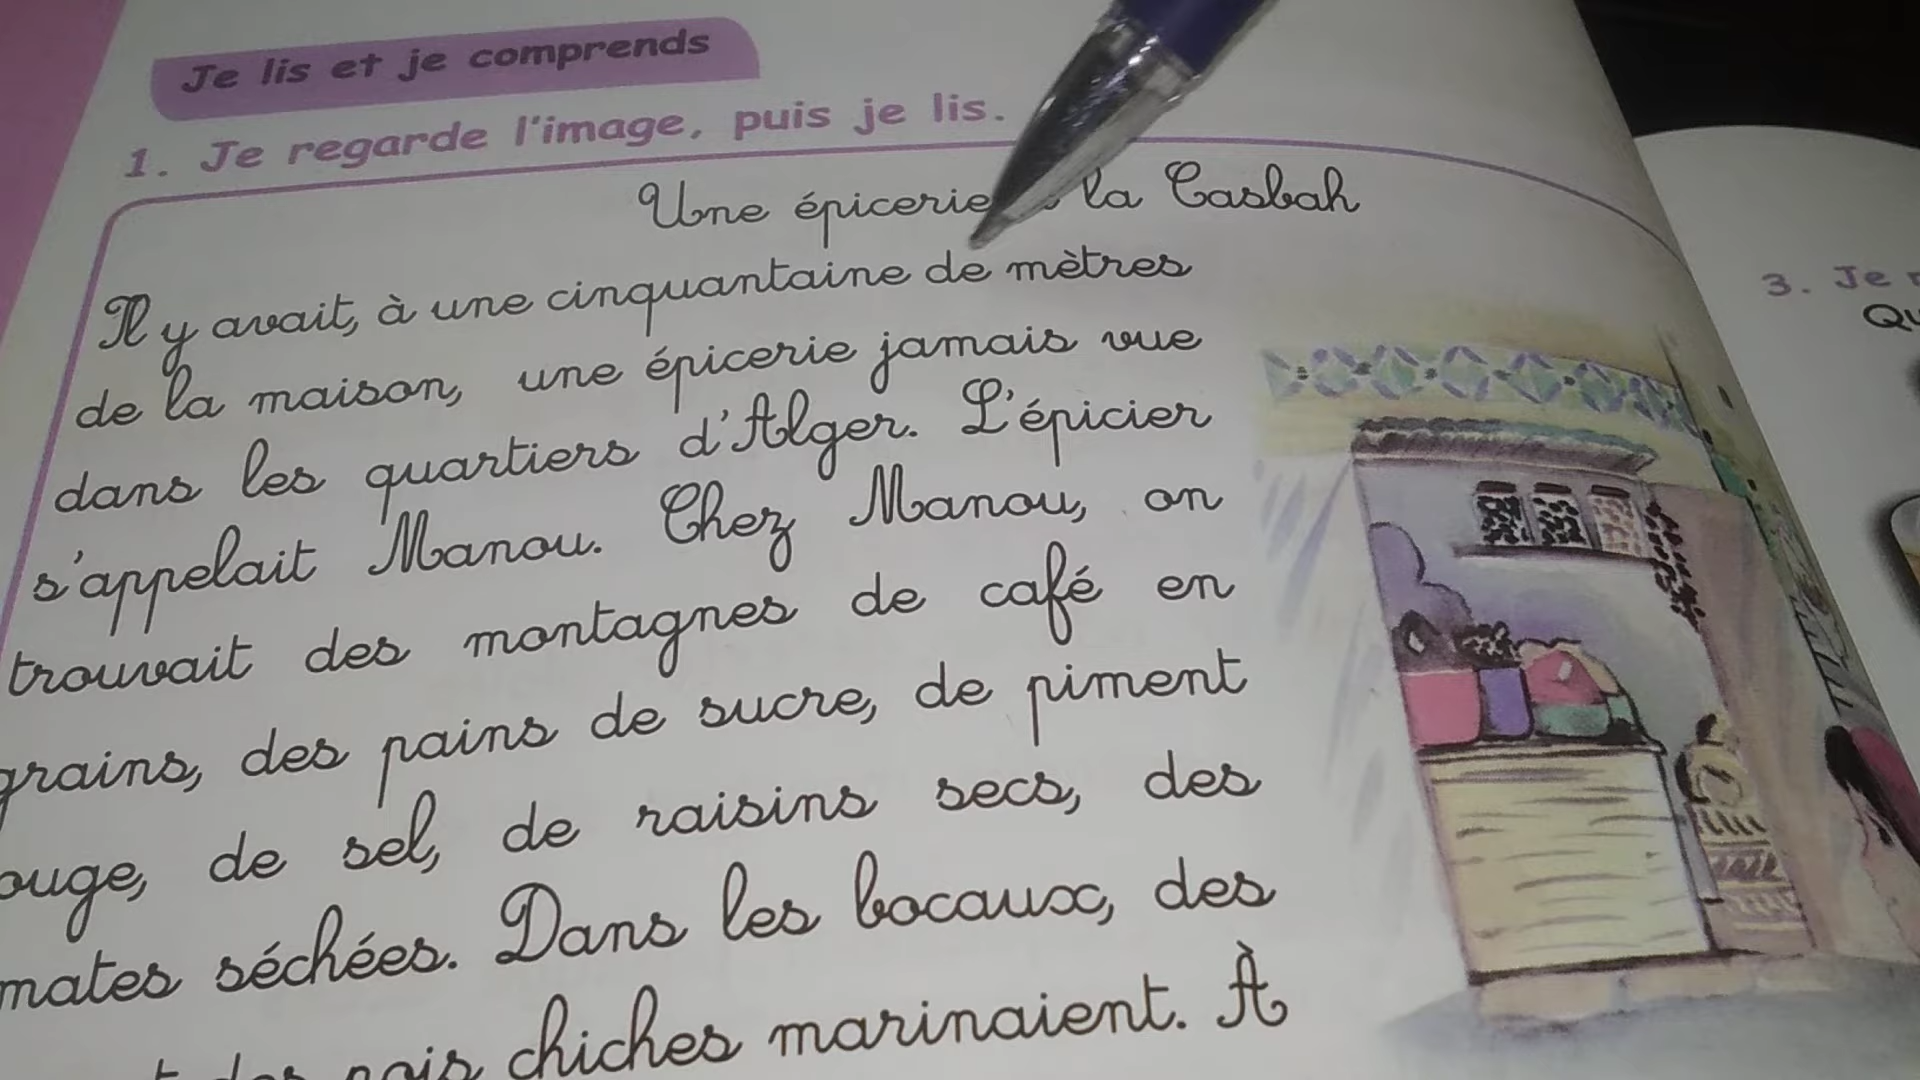 Je lis et je comprends
1. Je regarde l'image, puis je lis.
Une épicerie la Casbah
Il y avait, à une cinquantaine de mètres
de la maison, une épicerie jamais vue
dans les quartiers d'Alger. L'épicier
s'appelait Manou. Chez Manou, on
trouvait des montagnes de café en
grains, des pains de sucre, de piment
ouge, de sel, de raisins secs, des
mates séchées. Dans les bocaux, des
pois chiches marinaient. À
3. Je